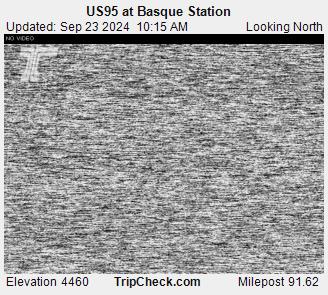 US95 at Basque Station
Updated: Sep 23 2024 10:15 AM Looking North
NO VIDEO
Elevation 4460 TripCheck.com Milepost 91.62